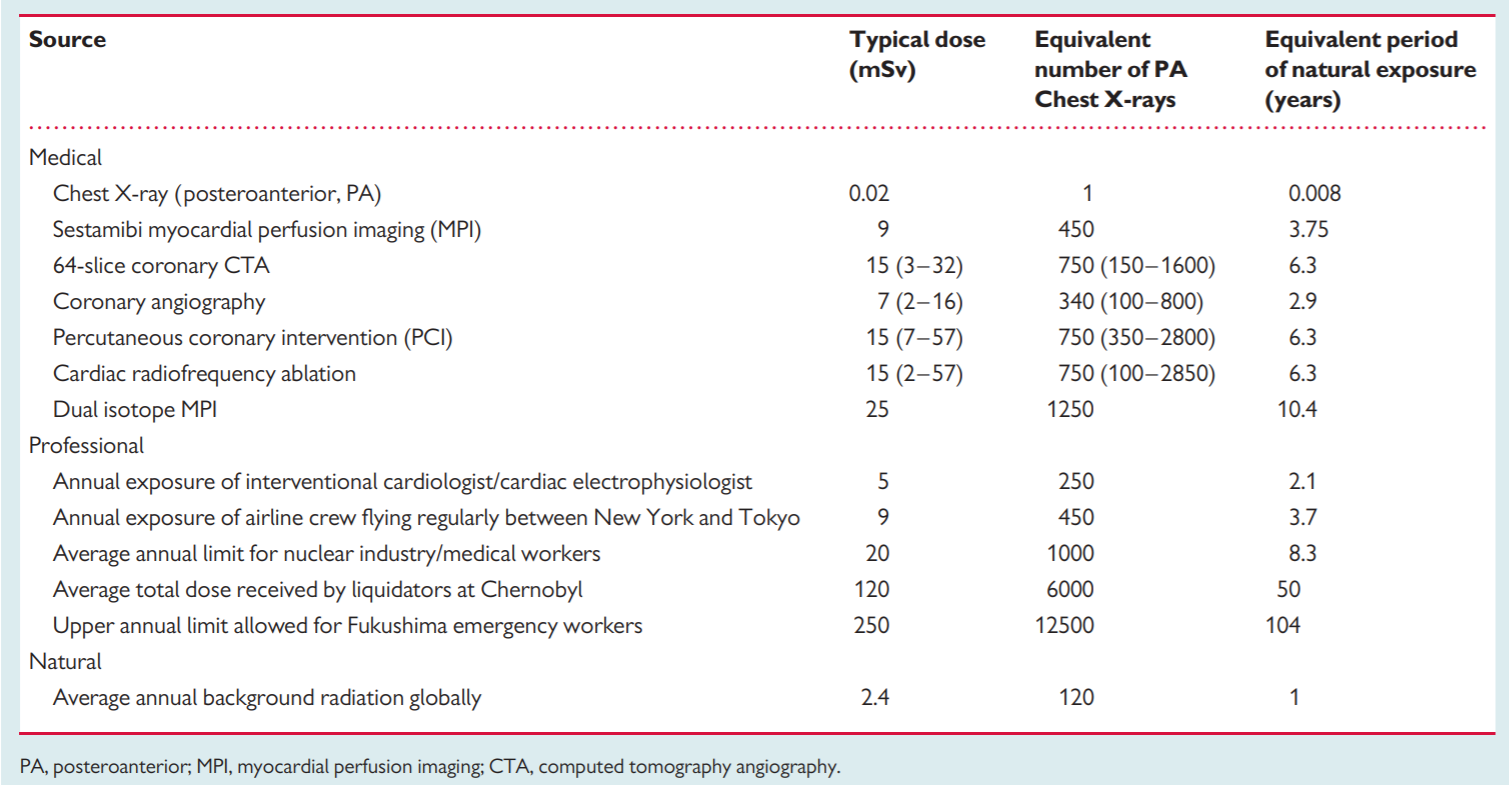 Source Typical dose (mSv) Equivalent number of PA Chest X-rays Equivalent period of natural exposure (years)
Medical
Chest X-ray (posteroanterior, PA) 0.02 1 0.008
Sestamibi myocardial perfusion imaging (MPI) 9 450 3.75
64-slice coronary CTA 15 (3–32) 750 (150–1600) 6.3
Coronary angiography 7 (2–16) 340 (100–800) 2.9
Percutaneous coronary intervention (PCI) 15 (7–57) 750 (350–2800) 6.3
Cardiac radiofrequency ablation 15 (2–57) 750 (100–2850) 6.3
Dual isotope MPI 25 1250 10.4
Professional
Annual exposure of interventional cardiologist/cardiac electrophysiologist 5 250 2.1
Annual exposure of airline crew flying regularly between New York and Tokyo 9 450 3.7
Average annual limit for nuclear industry/medical workers 20 1000 8.3
Average total dose received by liquidators at Chernobyl 120 6000 50
Upper annual limit allowed for Fukushima emergency workers 250 12500 104
Natural
Average annual background radiation globally 2.4 120 1
PA, posteroanterior; MPI, myocardial perfusion imaging; CTA, computed tomography angiography.